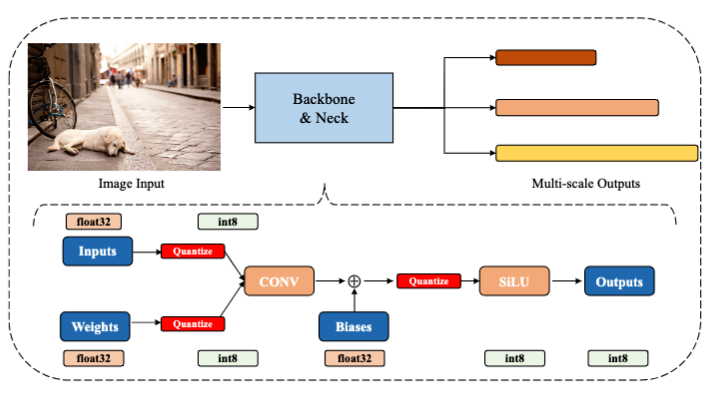 Backbone
& Neck
Image Input
Multi-scale Outputs
float32
int8
Inputs
Quantize
CONV
Quantize
SiLU
Outputs
Weights
Quantize
Biases
float32
int8
float32
int8
int8